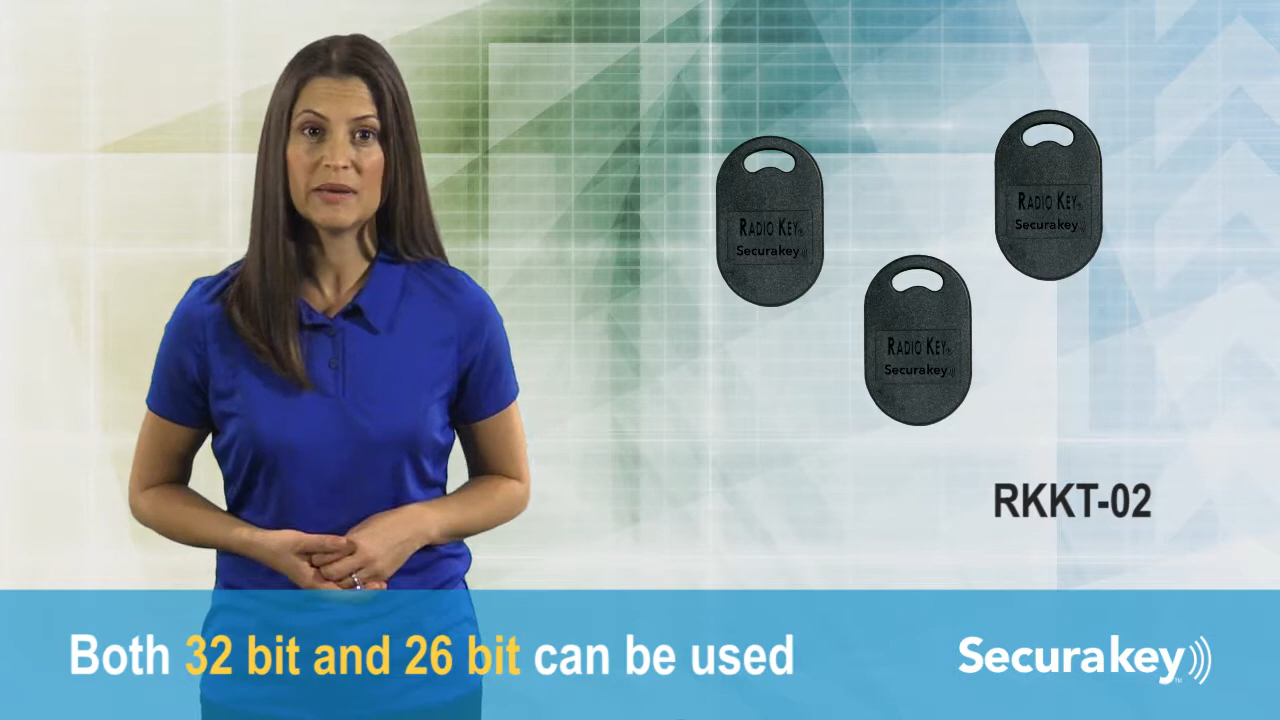 RADIO KEY®
Securakey
RADIO KEY®
Securakey
RADIO KEY®
Securakey
RKKT-02
Both 32 bit and 26 bit can be used
Securakey™